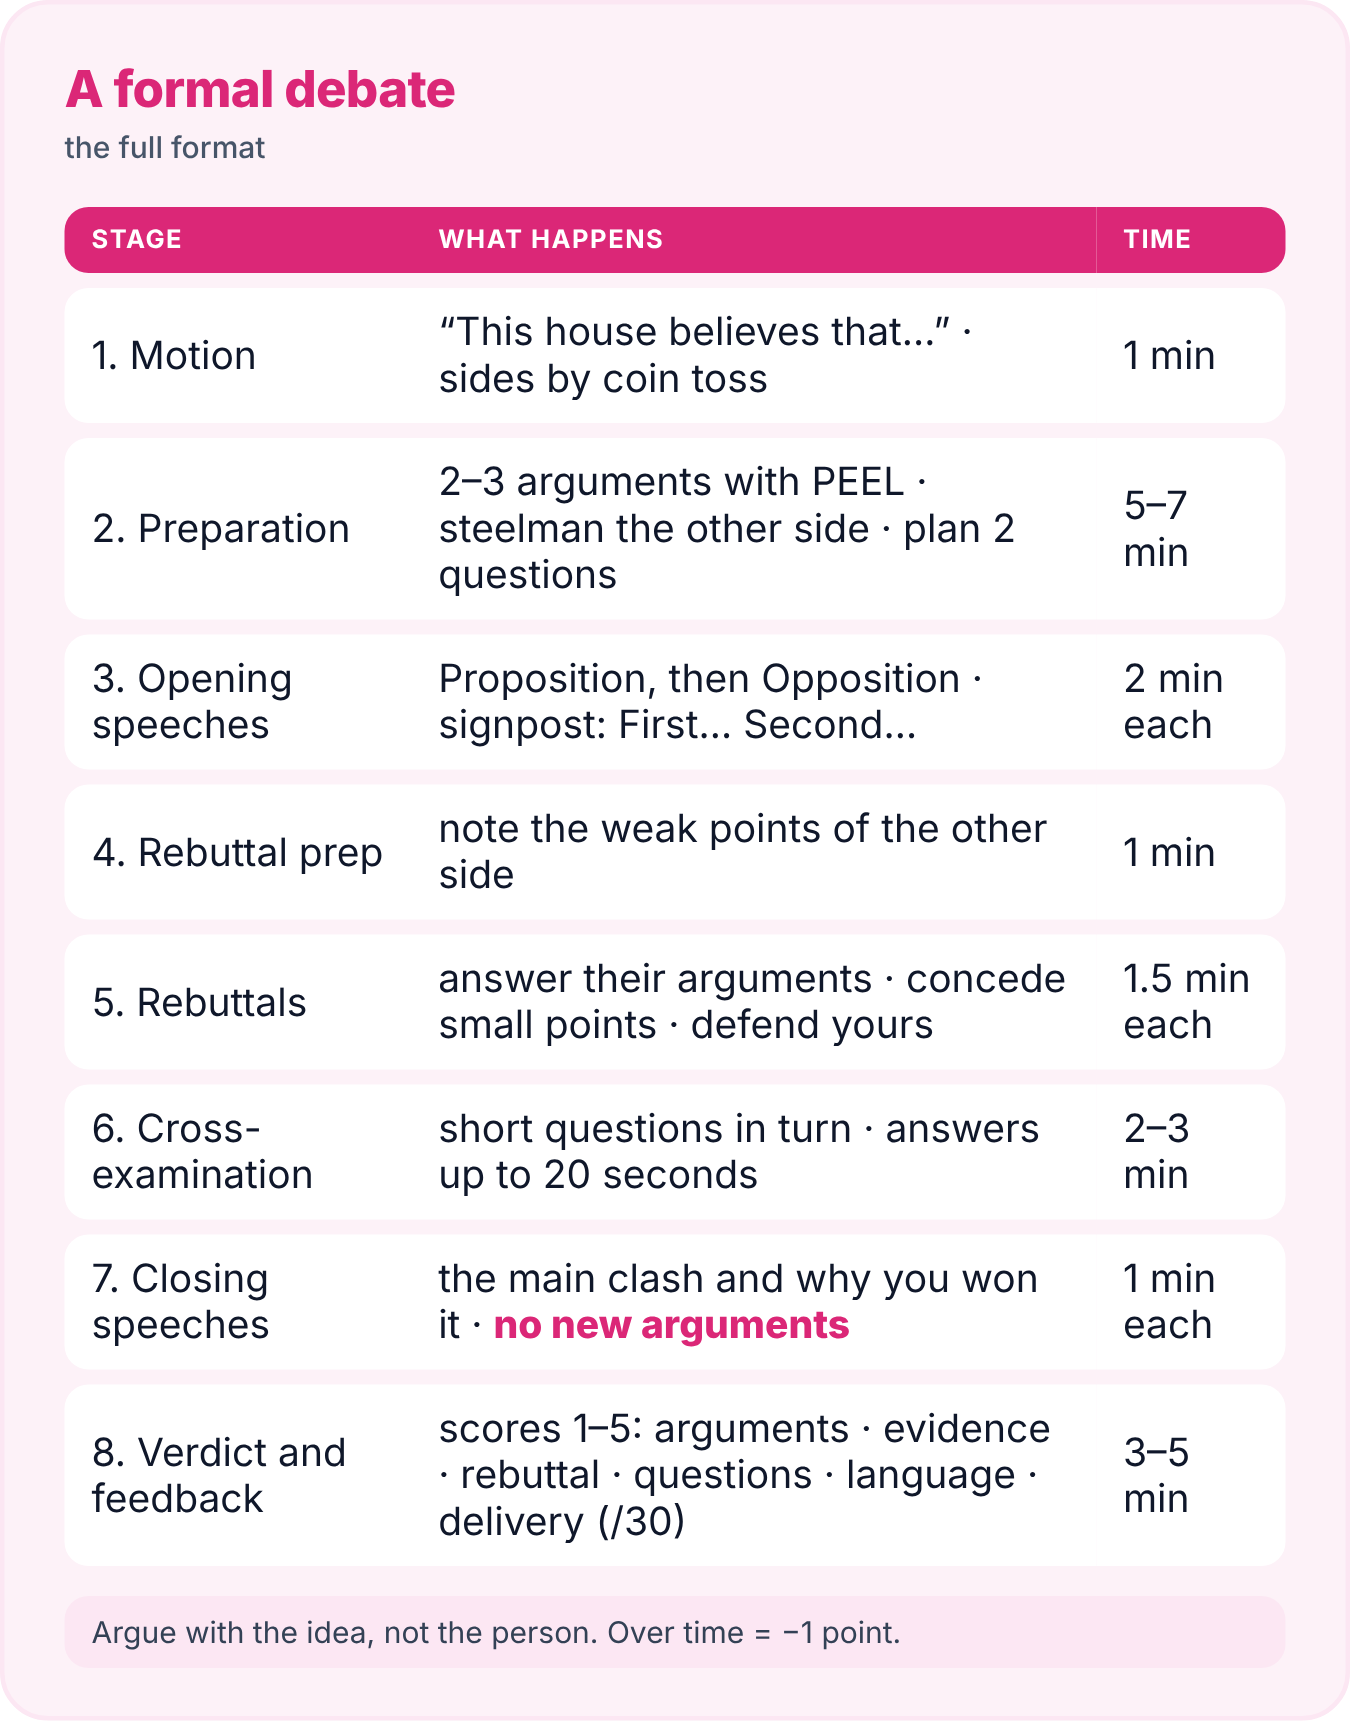 A formal debate
the full format
STAGE WHAT HAPPENS TIME
1. Motion
“This house believes that…” ·
sides by coin toss
1 min
2. Preparation
2–3 arguments with PEEL ·
steelman the other side · plan 2
questions
5–7
min
3. Opening
speeches
Proposition, then Opposition ·
signpost: First… Second…
2 min
each
4. Rebuttal prep
note the weak points of the other
side
1 min
5. Rebuttals
answer their arguments · concede
small points · defend yours
1.5 min
each
6. Cross-
examination
short questions in turn · answers
up to 20 seconds
2–3
min
7. Closing
speeches
the main clash and why you won
it · no new arguments
1 min
each
8. Verdict and
feedback
scores 1–5: arguments · evidence
· rebuttal · questions · language ·
delivery (/30)
3–5
min
Argue with the idea, not the person. Over time = −1 point.